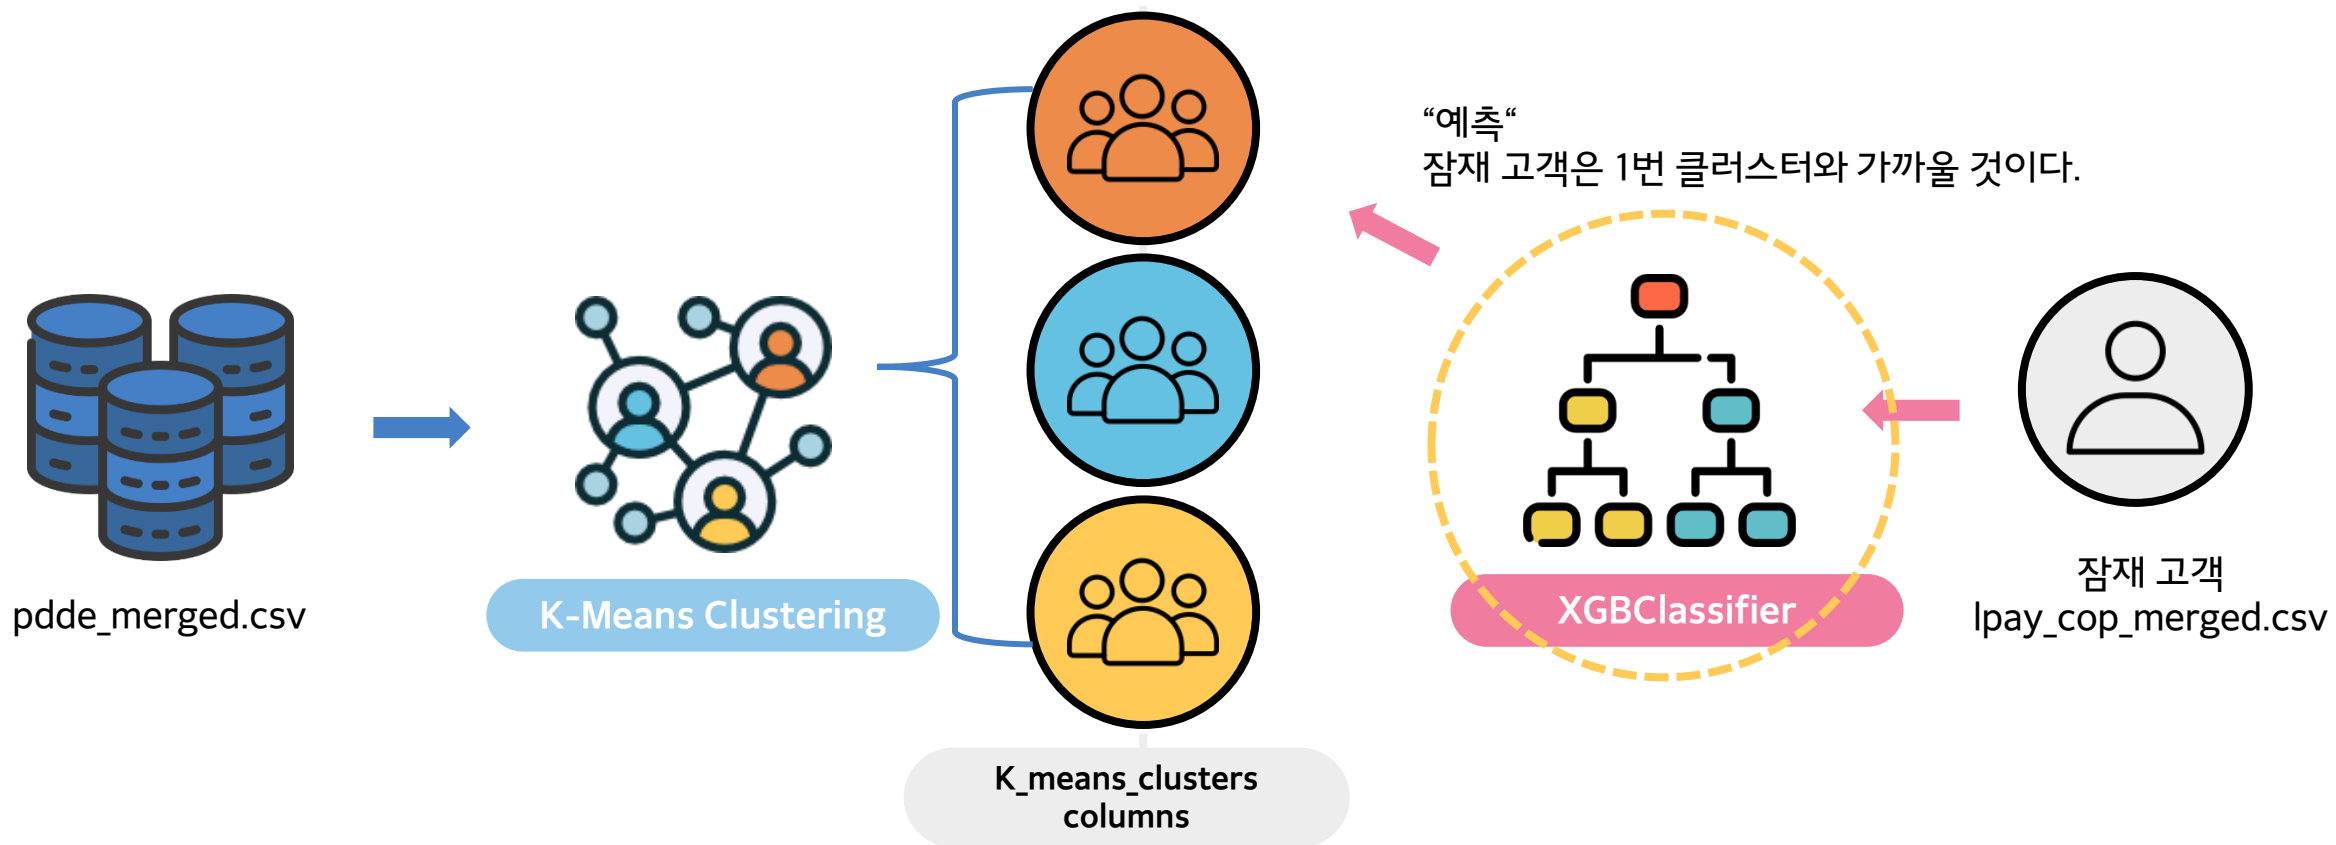 pdde_merged.csv
K-Means Clustering
K_means_clusters
columns
“예측“
잠재 고객은 1번 클러스터와 가까울 것이다.
XGBClassifier
잠재 고객
lpay_cop_merged.csv